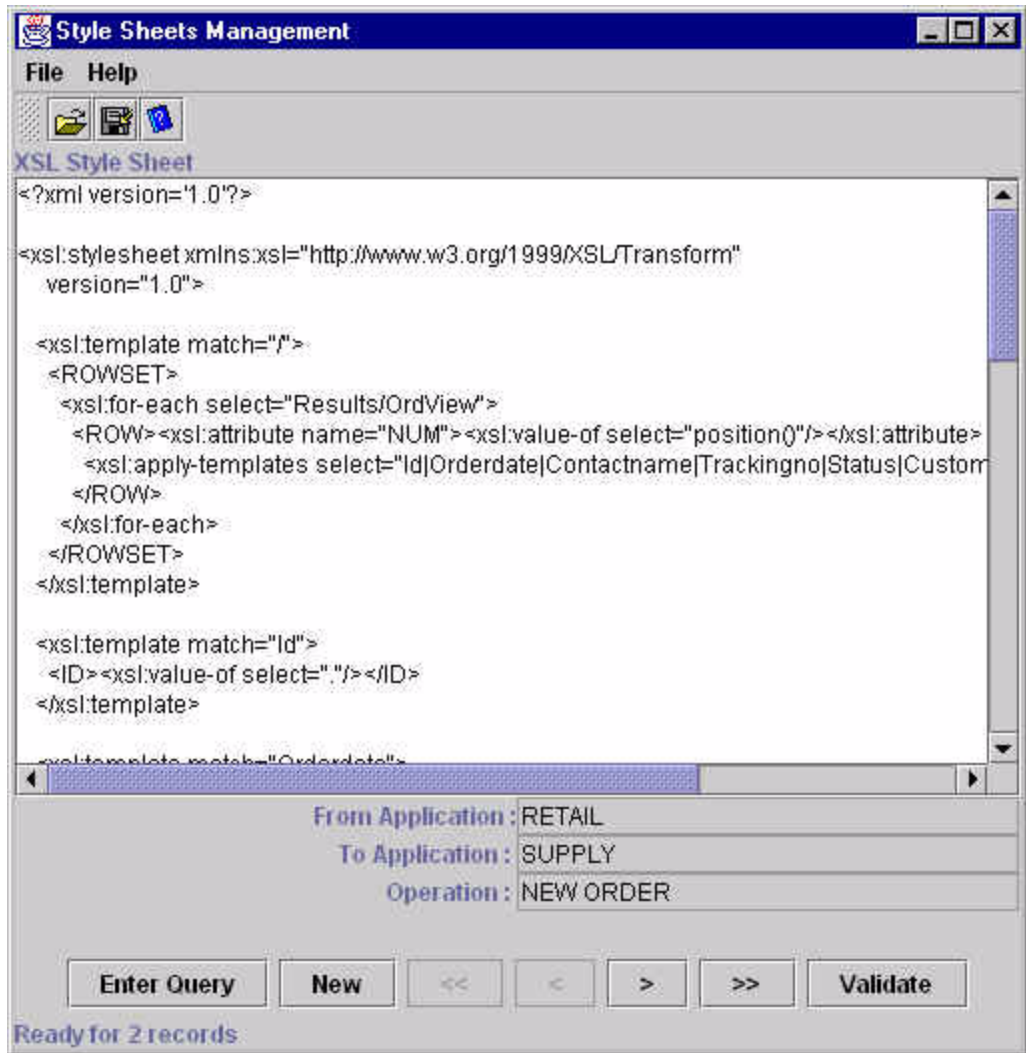 Style Sheets Management
File Help
XSL Style Sheet
<?xml version='1.0'?>
<xsl:stylesheet xmlns:xsl="http://www.w3.org/1999/XSL/Transform"
version="1.0">
<xsl:template match="/">
<ROWSET>
<xsl:for-each select="Results/OrdView">
<ROW><xsl:attribute name="NUM"><xsl:value-of select="position()"/></xsl:attribute>
<xsl:apply-templates select="Id|Orderdate|Contactname|Trackingno|Status|Custom
</ROW>
</xsl:for-each>
</ROWSET>
</xsl:template>
<xsl:template match="Id">
<ID><xsl:value-of select="."/></ID>
</xsl:template>
<xsl:template match="Orderdate">
From Application : RETAIL
To Application : SUPPLY
Operation : NEW ORDER
Enter Query New << < > >> Validate
Ready for 2 records